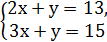 2x + y = 13,
3x + y = 15